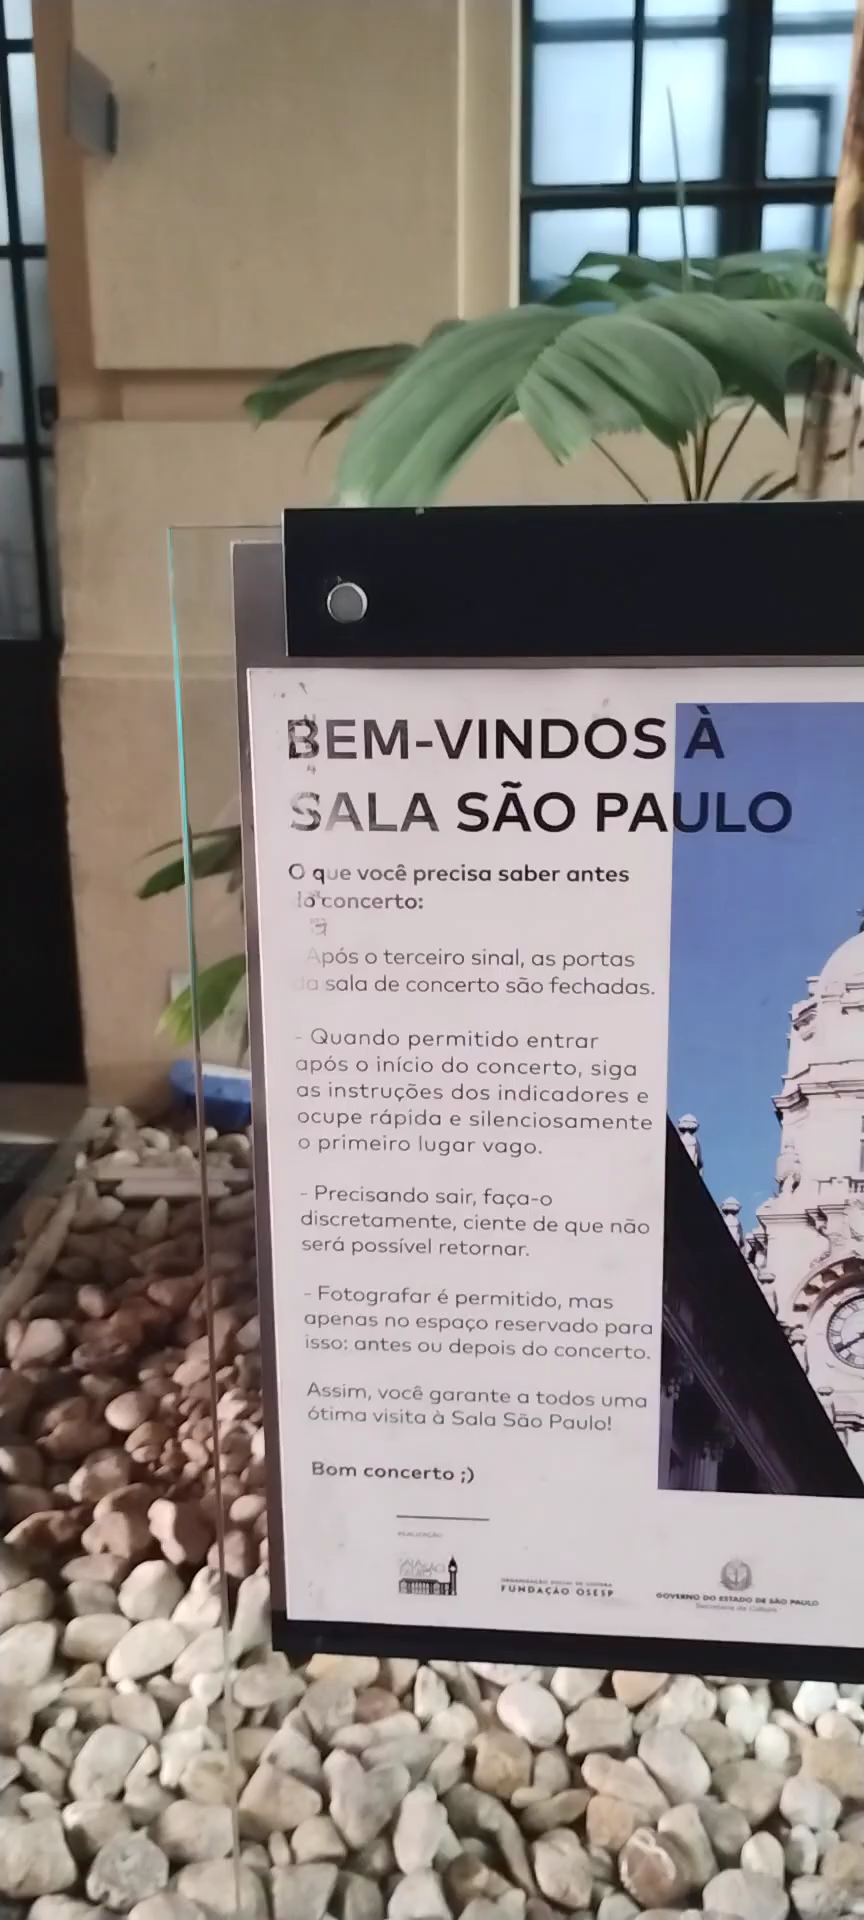 BEM-VINDOS À
SALA SÃO PAULO
O que você precisa saber antes
do concerto:
Após o terceiro sinal, as portas
da sala de concerto são fechadas.
- Quando permitido entrar
após o início do concerto, siga
as instruções dos indicadores e
ocupe rápida e silenciosamente
o primeiro lugar vago.
- Precisando sair, faça-o
discretamente, ciente de que não
será possível retornar.
- Fotografar é permitido, mas
apenas no espaço reservado para
isso: antes ou depois do concerto.
Assim, você garante a todos uma
ótima visita à Sala São Paulo!
Bom concerto ;)
REALIZAÇÃO
FUNDAÇÃO OSESP
GOVERNO DO ESTADO DE SÃO PAULO
Secretaria da Cultura